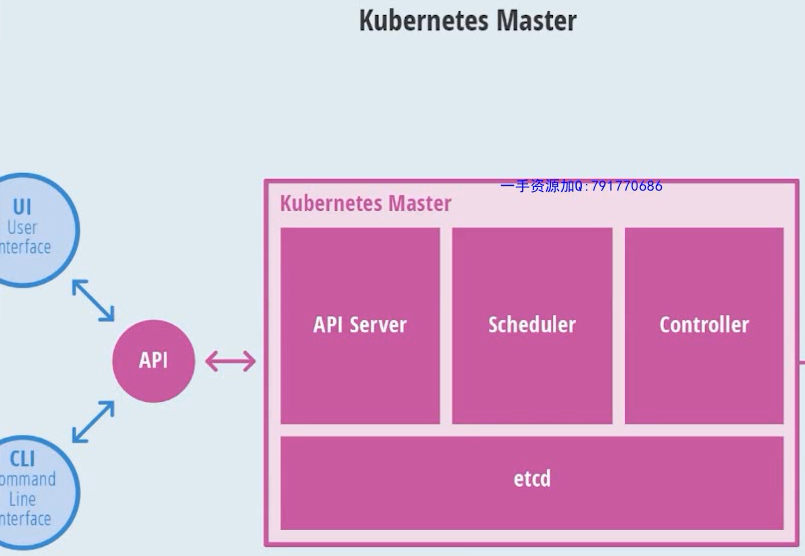 Kubernetes Master
一手资源加Q:791770686
Kubernetes Master
UI
User
nterface
API Server
Scheduler
Controller
API
CLI
ommand
Line
nterface
etcd